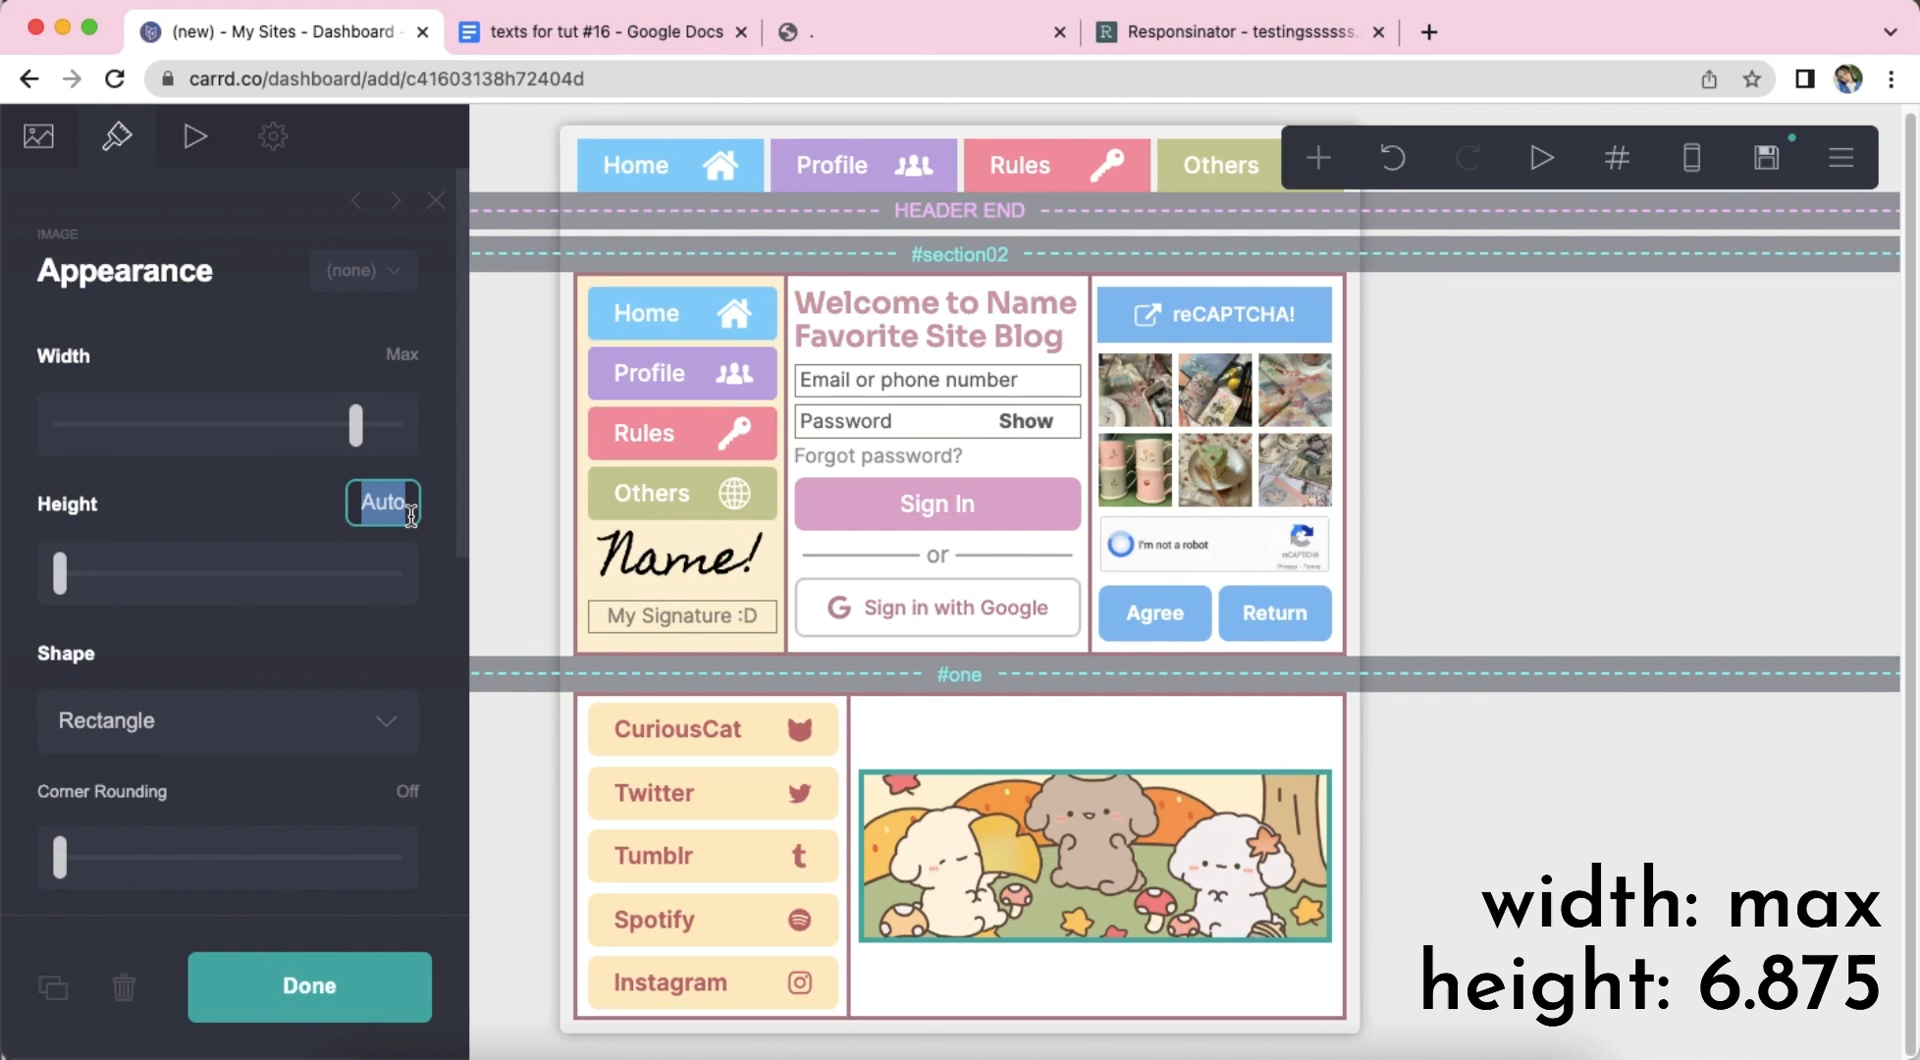 (new) - My Sites - Dashboard -
texts for tut #16 - Google Docs
.
Responsinator - testingssssss.
carrd.co/dashboard/add/c41603138h72404d
IMAGE
Appearance
(none)
Width
Max
Height
Auto
Shape
Rectangle
Corner Rounding
Off
Done
Home
Profile
Rules
Others
HEADER END
#section02
Home
Profile
Rules
Others
Name!
My Signature :D
Welcome to Name
Favorite Site Blog
Email or phone number
Password Show
Forgot password?
Sign In
or
Sign in with Google
reCAPTCHA!
I'm not a robot
reCAPTCHA
Privacy - Terms
Agree
Return
#one
CuriousCat
Twitter
Tumblr
Spotify
Instagram
width: max
height: 6.875